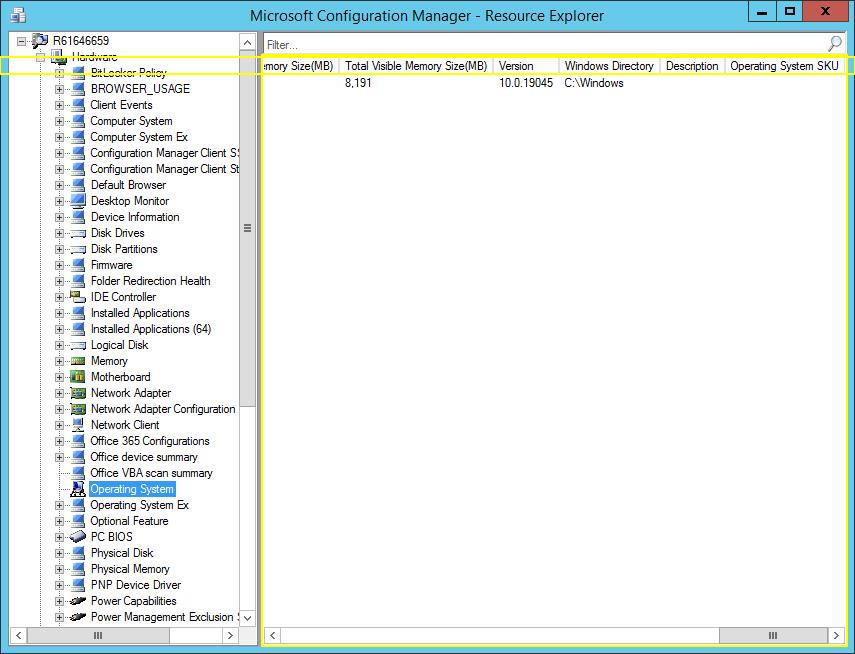 Microsoft Configuration Manager - Resource Explorer
R61646659
Hardware
BitLocker Policy
BROWSER_USAGE
Client Events
Computer System
Computer System Ex
Configuration Manager Client S
Configuration Manager Client St
Default Browser
Desktop Monitor
Device Information
Disk Drives
Disk Partitions
Firmware
Folder Redirection Health
IDE Controller
Installed Applications
Installed Applications (64)
Logical Disk
Memory
Motherboard
Network Adapter
Network Adapter Configuration
Network Client
Office 365 Configurations
Office device summary
Office VBA scan summary
Operating System
Operating System Ex
Optional Feature
PC BIOS
Physical Disk
Physical Memory
PNP Device Driver
Power Capabilities
Power Management Exclusion
Filter...
emory Size(MB) Total Visible Memory Size(MB) Version Windows Directory Description Operating System SKU
8,191 10.0.19045 C:\Windows